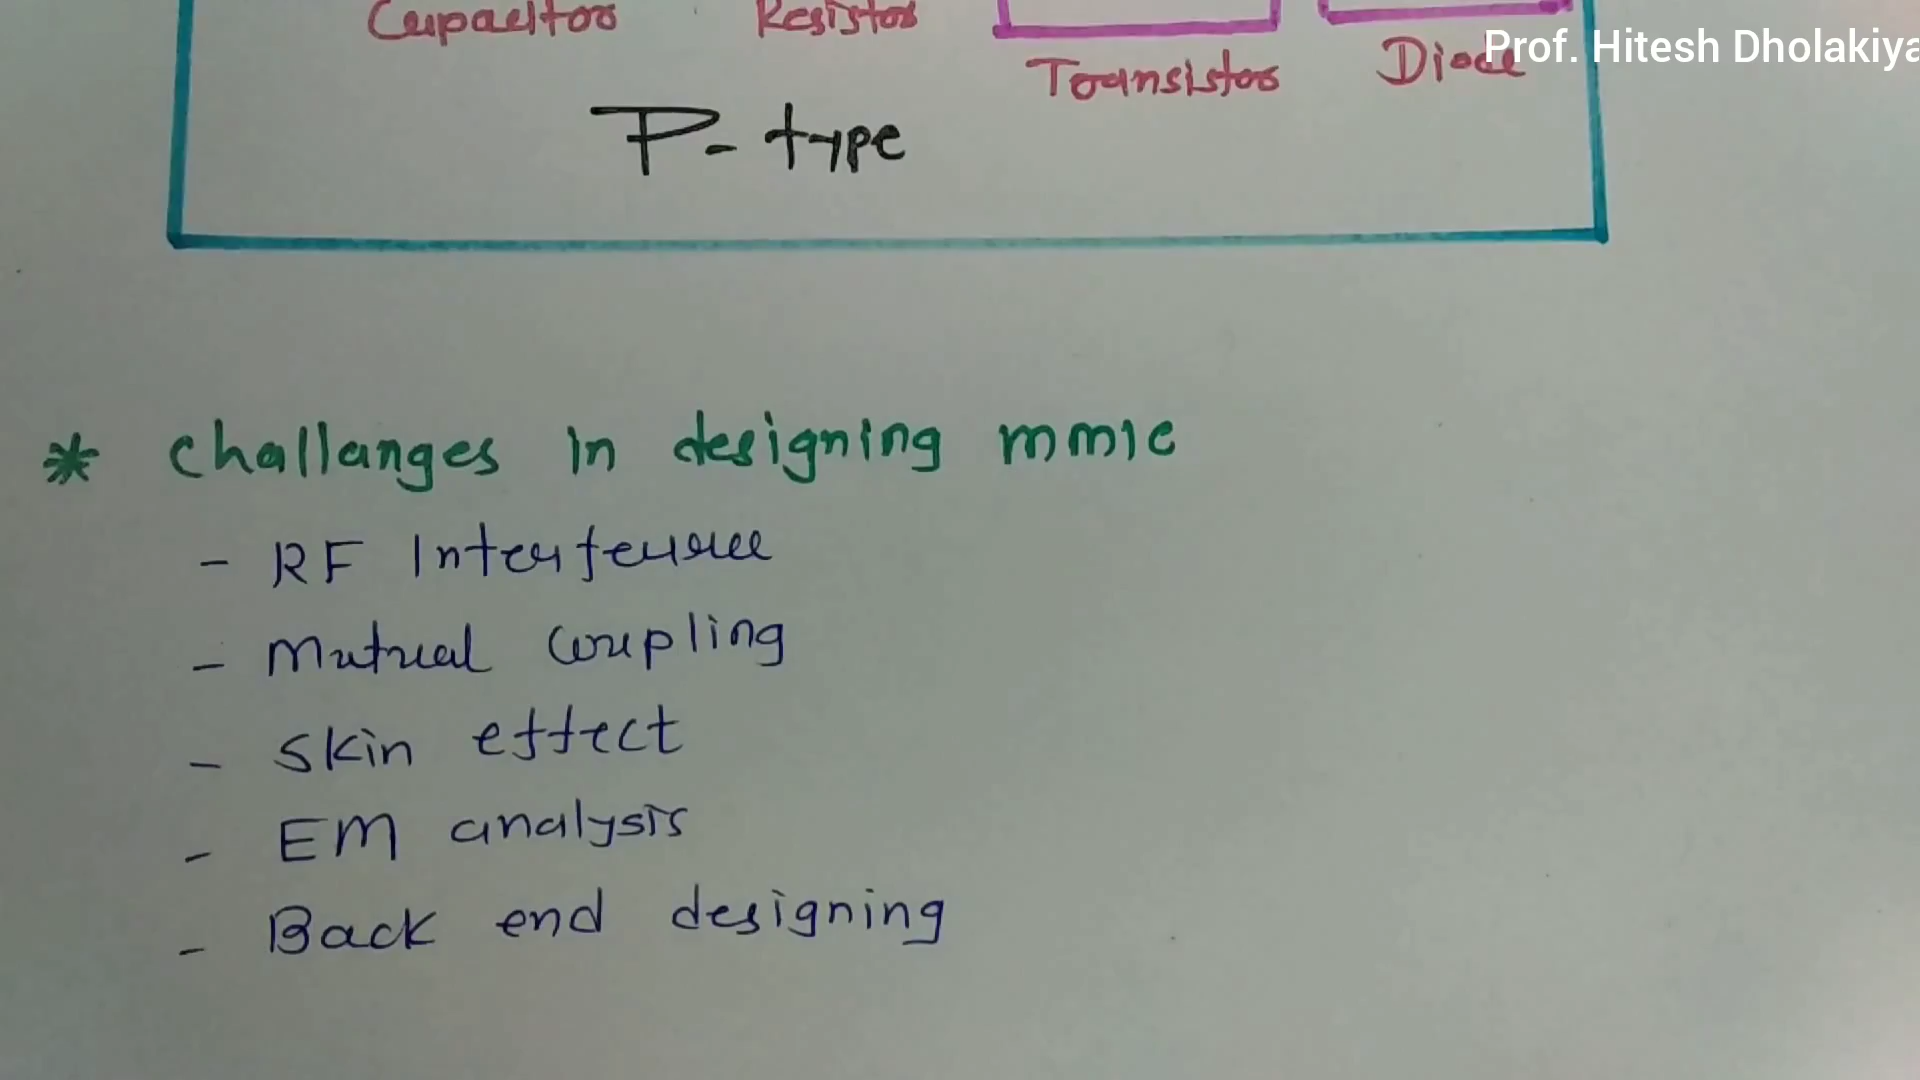 Capacitor Resistor
Transistor Diode
Prof. Hitesh Dholakiya
P- type
* challanges in designing mmic
- RF Interference
- Mutual coupling
- Skin effect
- EM analysis
- Back end designing